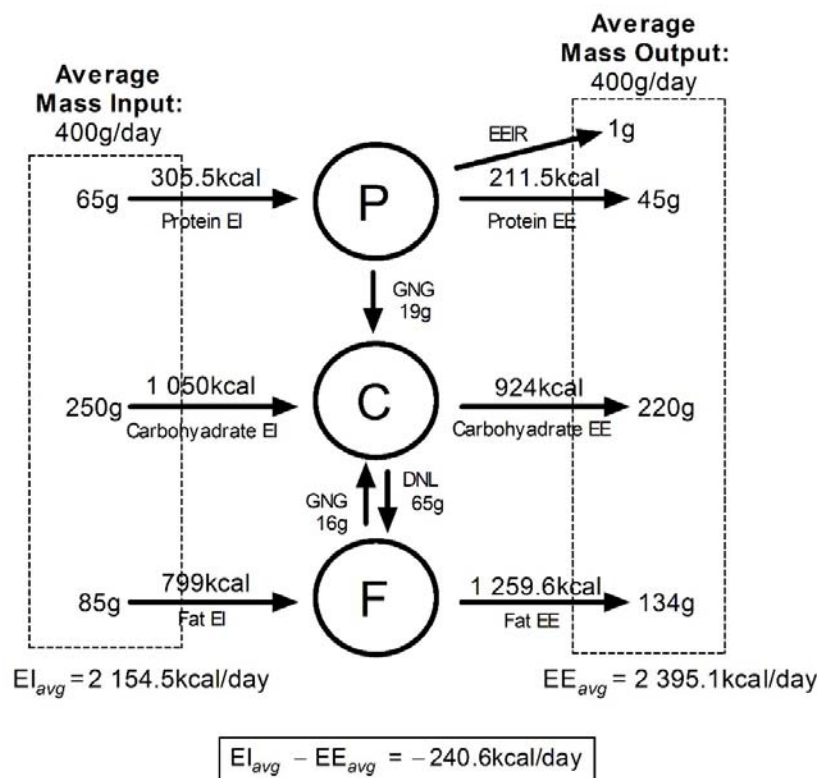 Average
Mass Output:
400g/day
Average
Mass Input:
400g/day
EEIR
1g
65g
305.5kcal
Protein EI
P
211.5kcal
Protein EE
45g
GNG
19g
250g
1 050kcal
Carbohyadrate EI
C
924kcal
Carbohyadrate EE
220g
GNG
16g
DNL
65g
85g
799kcal
Fat EI
F
1 259.6kcal
Fat EE
134g
EIavg = 2 154.5kcal/day
EEavg = 2 395.1kcal/day
EIavg − EEavg = −240.6kcal/day